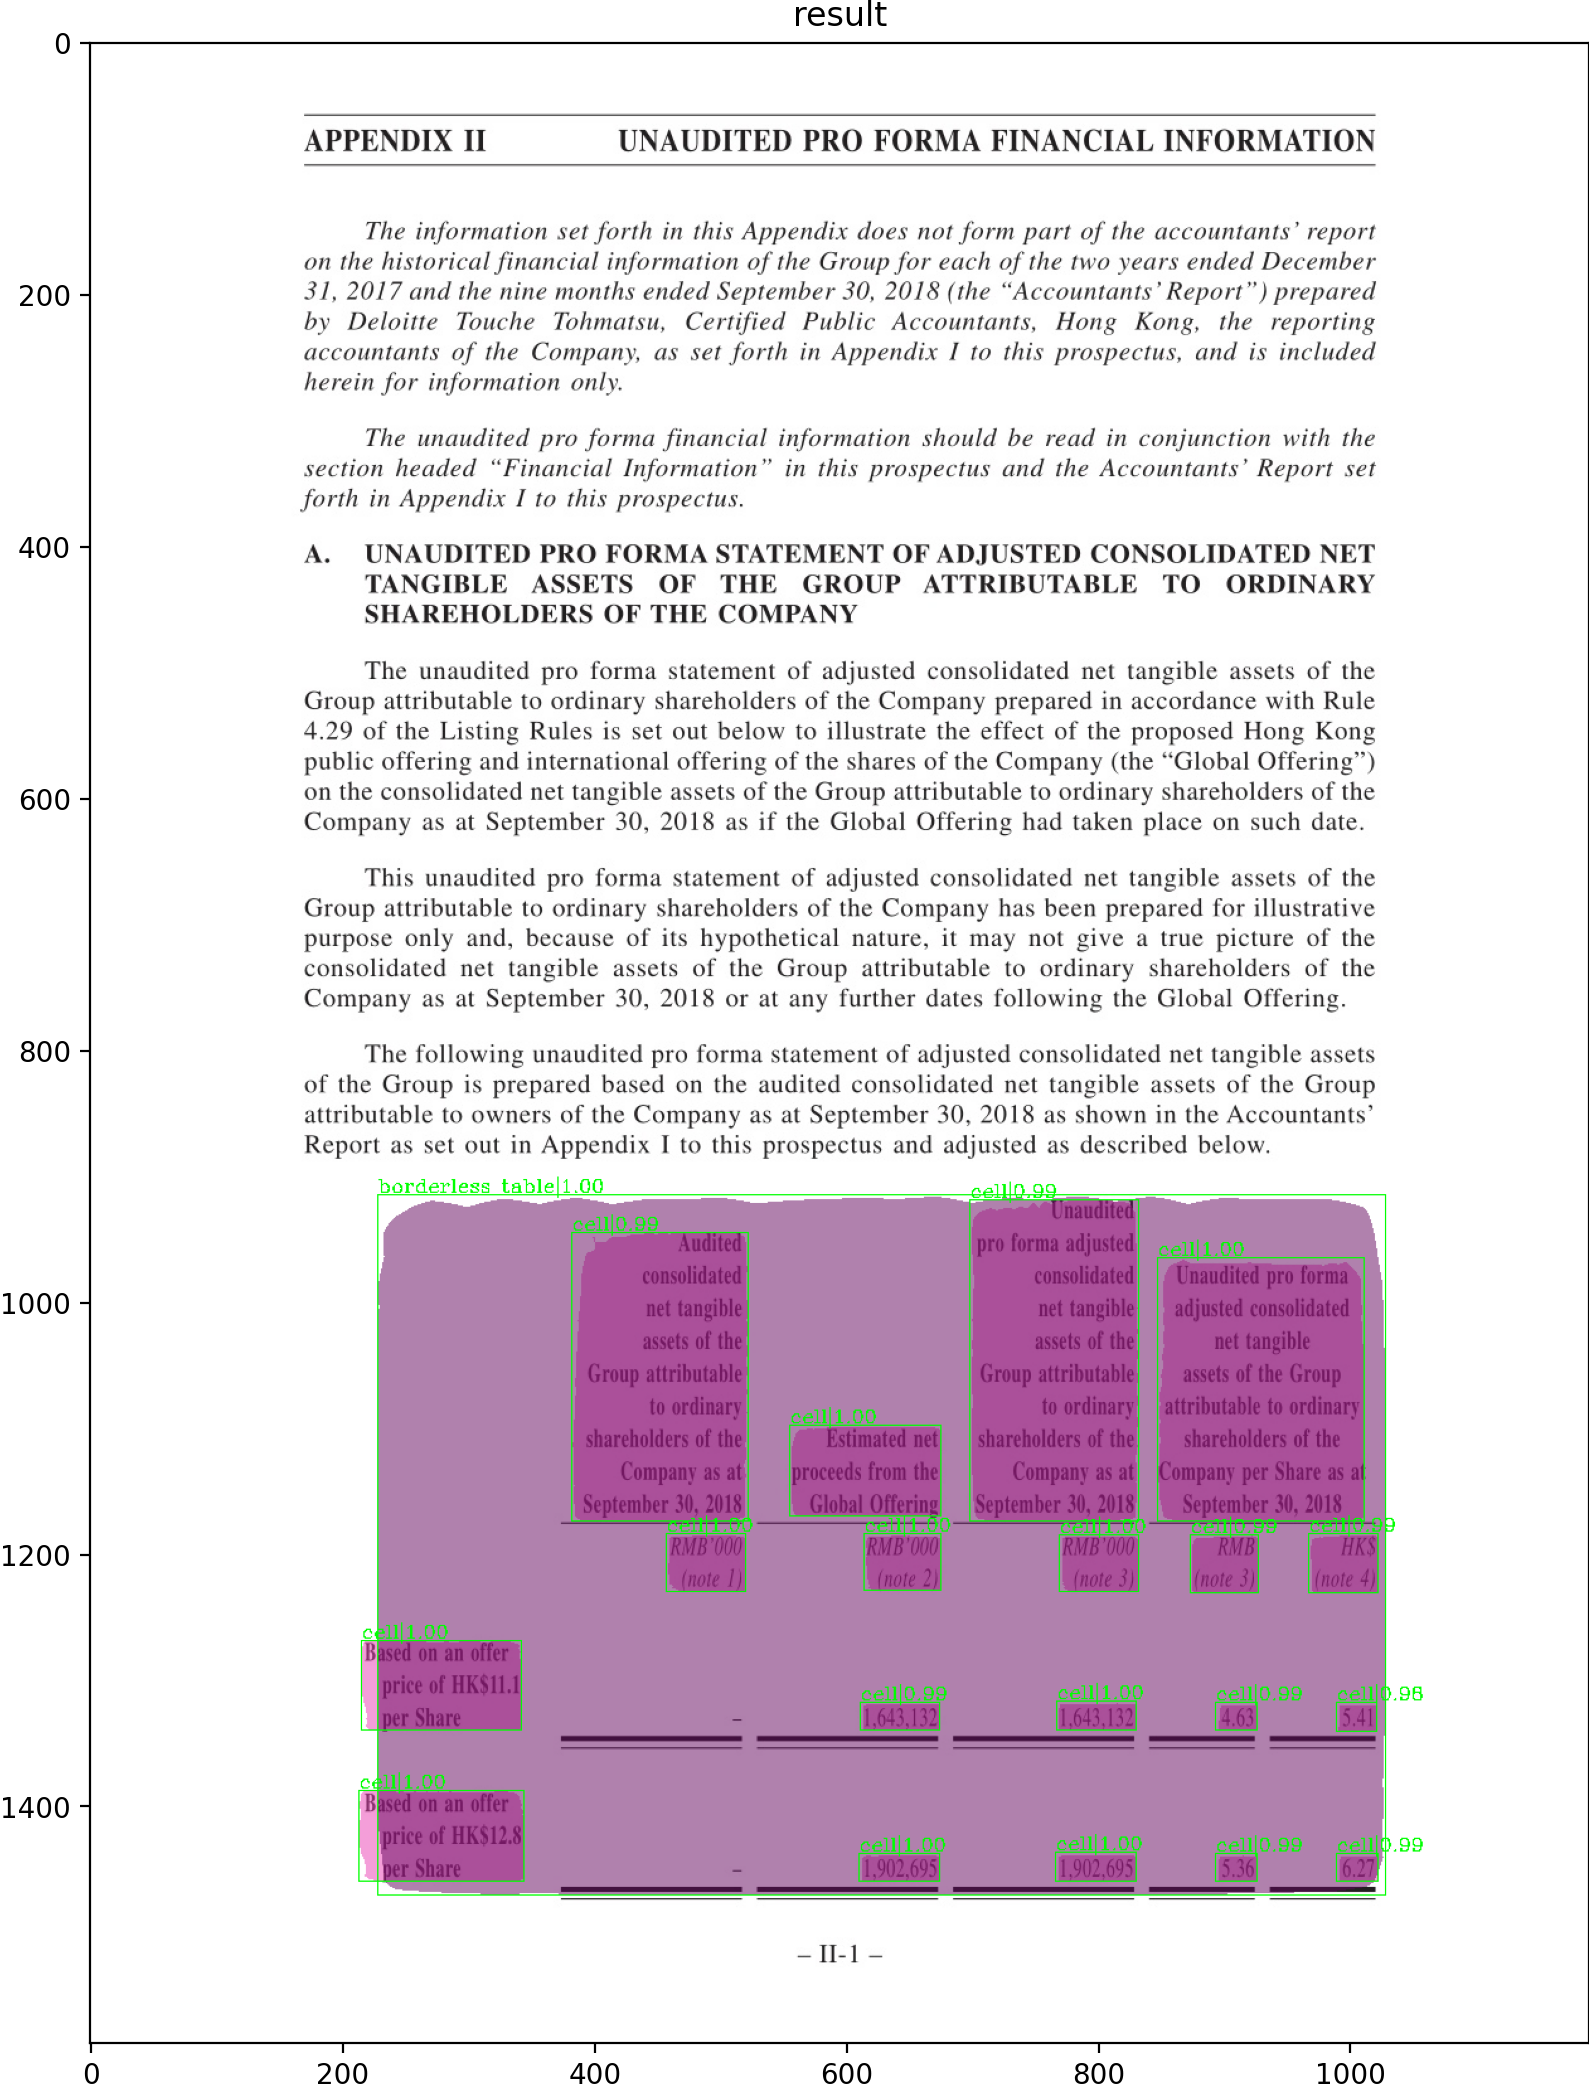 result
APPENDIX II UNAUDITED PRO FORMA FINANCIAL INFORMATION
The information set forth in this Appendix does not form part of the accountants’ report
on the historical financial information of the Group for each of the two years ended December
31, 2017 and the nine months ended September 30, 2018 (the “Accountants’ Report”) prepared
by Deloitte Touche Tohmatsu, Certified Public Accountants, Hong Kong, the reporting
accountants of the Company, as set forth in Appendix I to this prospectus, and is included
herein for information only.
The unaudited pro forma financial information should be read in conjunction with the
section headed “Financial Information” in this prospectus and the Accountants’ Report set
forth in Appendix I to this prospectus.
A. UNAUDITED PRO FORMA STATEMENT OF ADJUSTED CONSOLIDATED NET
TANGIBLE ASSETS OF THE GROUP ATTRIBUTABLE TO ORDINARY
SHAREHOLDERS OF THE COMPANY
The unaudited pro forma statement of adjusted consolidated net tangible assets of the
Group attributable to ordinary shareholders of the Company prepared in accordance with Rule
4.29 of the Listing Rules is set out below to illustrate the effect of the proposed Hong Kong
public offering and international offering of the shares of the Company (the “Global Offering”)
on the consolidated net tangible assets of the Group attributable to ordinary shareholders of the
Company as at September 30, 2018 as if the Global Offering had taken place on such date.
This unaudited pro forma statement of adjusted consolidated net tangible assets of the
Group attributable to ordinary shareholders of the Company has been prepared for illustrative
purpose only and, because of its hypothetical nature, it may not give a true picture of the
consolidated net tangible assets of the Group attributable to ordinary shareholders of the
Company as at September 30, 2018 or at any further dates following the Global Offering.
The following unaudited pro forma statement of adjusted consolidated net tangible assets
of the Group is prepared based on the audited consolidated net tangible assets of the Group
attributable to owners of the Company as at September 30, 2018 as shown in the Accountants’
Report as set out in Appendix I to this prospectus and adjusted as described below.
borderless table|1.00
cell|0.99
Audited
consolidated
net tangible
assets of the
Group attributable
to ordinary
shareholders of the
Company as at
September 30, 2018
cell|1.00
Estimated net
proceeds from the
Global Offering
cell|0.99
Unaudited
pro forma adjusted
consolidated
net tangible
assets of the
Group attributable
to ordinary
shareholders of the
Company as at
September 30, 2018
cell|1.00
Unaudited pro forma
adjusted consolidated
net tangible
assets of the Group
attributable to ordinary
shareholders of the
Company per Share as at
September 30, 2018
cell|1.00 cell|1.00 cell|1.00 cell|0.99 cell|0.99
RMB’000 RMB’000 RMB’000 RMB HK$
(note 1) (note 2) (note 3) (note 3) (note 4)
cell|1.00
Based on an offer
price of HK$11.1
cell|0.99 cell|1.00 cell|0.99 cell|0.98
per Share – 1,643,132 1,643,132 4.63 5.41
cell|1.00
Based on an offer
price of HK$12.8
cell|1.00 cell|1.00 cell|0.99 cell|0.99
per Share – 1,902,695 1,902,695 5.36 6.27
– II-1 –
0
200
400
600
800
1000
1200
1400
0 200 400 600 800 1000